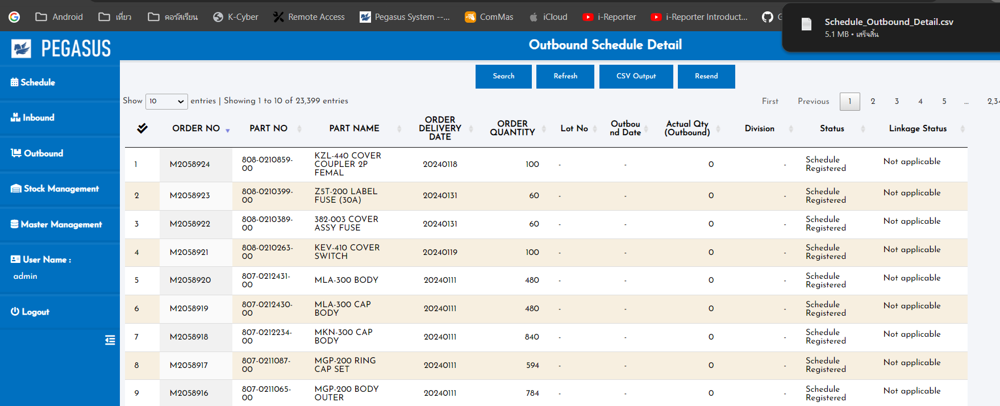 Android
เที่ยว
คอร์สเรียน
K-Cyber
Remote Access
Pegasus System --...
ComMas
iCloud
i-Reporter
i-Reporter Introduct...
Schedule_Outbound_Detail.csv
5.1 MB • เสร็จสิ้น
PEGASUS
Outbound Schedule Detail
Schedule
Inbound
Outbound
Stock Management
Master Management
User Name :
admin
Logout
Search Refresh CSV Output Resend
Show 10 entries | Showing 1 to 10 of 23,399 entries
First Previous 1 2 3 4 5 ...
ORDER NO PART NO PART NAME ORDER DELIVERY DATE ORDER QUANTITY Lot No Outbou nd Date Actual Qty (Outbound) Division Status Linkage Status
1 M2058924 808-0210859-00 KZL-440 COVER COUPLER 2P FEMAL 20240118 100 - - 0 - Schedule Registered Not applicable
2 M2058923 808-0210399-00 Z5T-200 LABEL FUSE (30A) 20240131 60 - - 0 - Schedule Registered Not applicable
3 M2058922 808-0210389-00 382-003 COVER ASSY FUSE 20240131 60 - - 0 - Schedule Registered Not applicable
4 M2058921 808-0210263-00 KEV-410 COVER SWITCH 20240119 100 - - 0 - Schedule Registered Not applicable
5 M2058920 807-0212431-00 MLA-300 BODY 20240111 480 - - 0 - Schedule Registered Not applicable
6 M2058919 807-0212430-00 MLA-300 CAP BODY 20240111 480 - - 0 - Schedule Registered Not applicable
7 M2058918 807-0212234-00 MKN-300 CAP BODY 20240111 840 - - 0 - Schedule Registered Not applicable
8 M2058917 807-0211087-00 MGP-200 RING CAP SET 20240111 594 - - 0 - Schedule Registered Not applicable
9 M2058916 807-0211065-00 MGP-200 BODY OUTER 20240111 784 - - 0 - Schedule Registered Not applicable